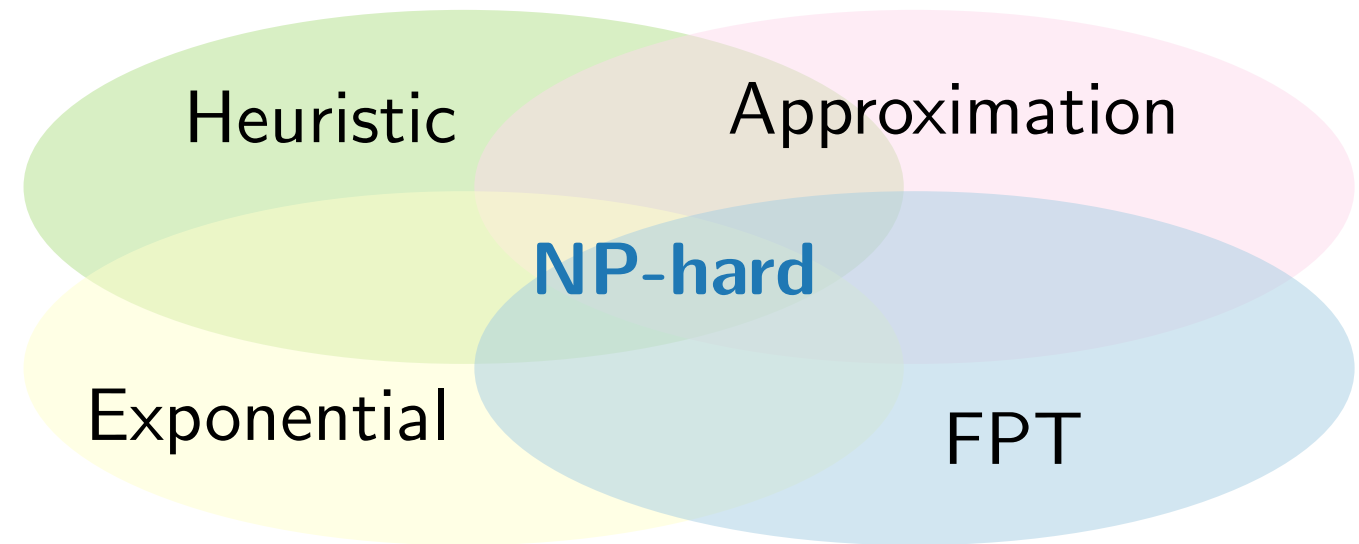 Heuristic
Approximation
NP-hard
Exponential
FPT